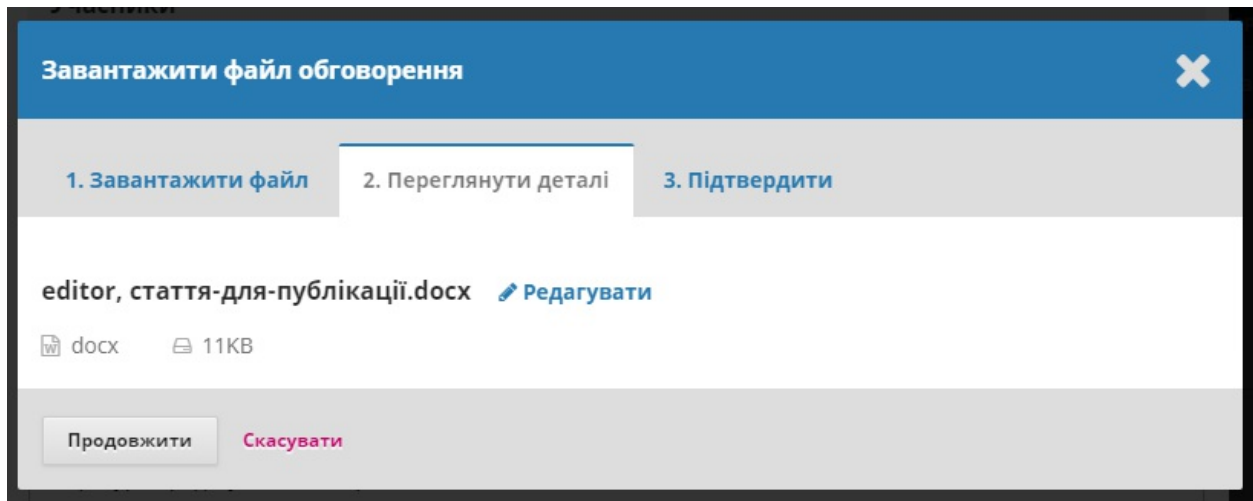 Учасники
Завантажити файл обговорення
1. Завантажити файл 2. Переглянути деталі 3. Підтвердити
editor, стаття-для-публікації.docx Редагувати
docx 11KB
Продовжити Скасувати